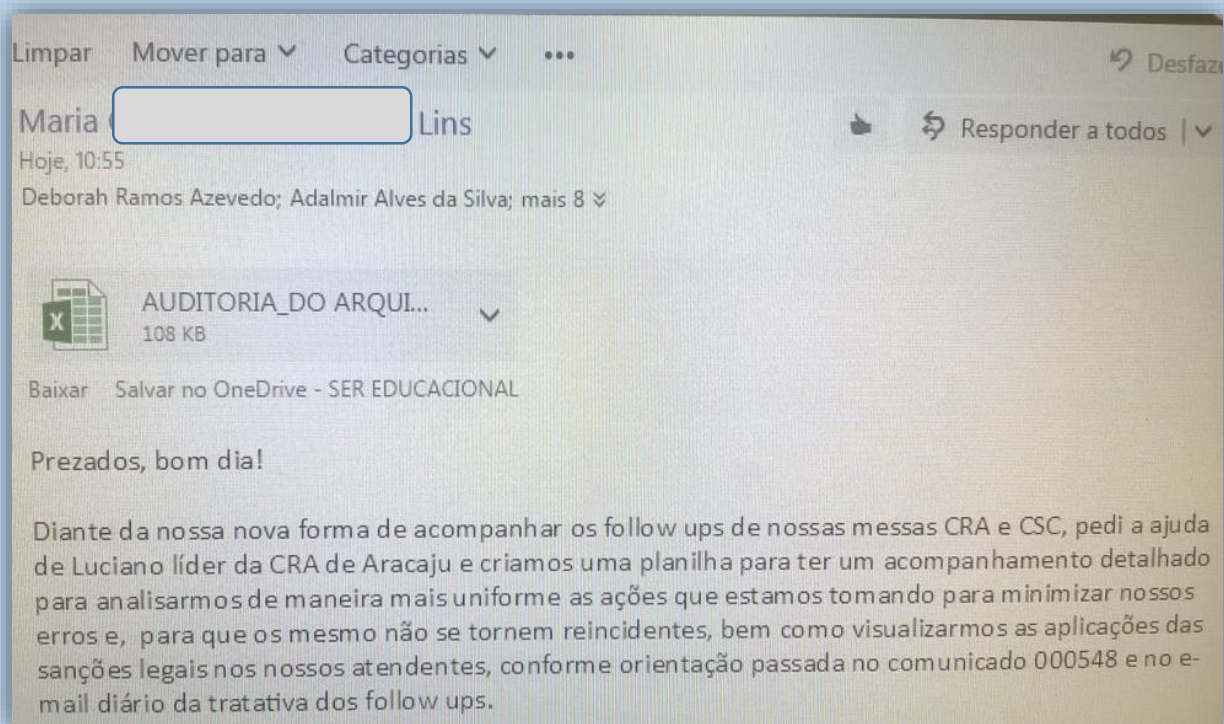 Limpar Mover para Categorias ... Desfaz
Maria Lins
Responder a todos
Hoje, 10:55
Deborah Ramos Azevedo; Adalmir Alves da Silva; mais 8
AUDITORIA_DO ARQUI...
108 KB
Baixar Salvar no OneDrive - SER EDUCACIONAL
Prezados, bom dia!
Diante da nossa nova forma de acompanhar os follow ups de nossas messas CRA e CSC, pedi a ajuda
de Luciano líder da CRA de Aracaju e criamos uma planilha para ter um acompanhamento detalhado
para analisarmos de maneira mais uniforme as ações que estamos tomando para minimizar nossos
erros e, para que os mesmo não se tornem reincidentes, bem como visualizarmos as aplicações das
sanções legais nos nossos atendentes, conforme orientação passada no comunicado 000548 e no e-
mail diário da tratativa dos follow ups.